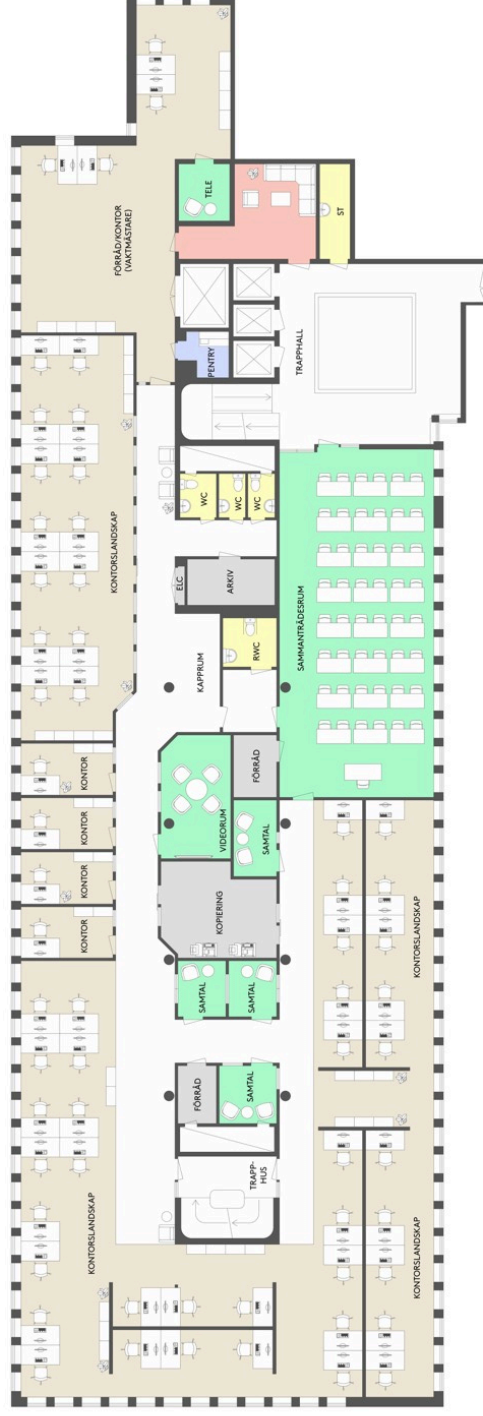 TELE
ST
FÖRRÅD/KONTOR
(VAKTMÄSTARE)
PENTRY
TRAPPHALL
WC
WC
WC
KONTORSLANDSKAP
ELC
ARKIV
SAMMANTRÄDESRUM
RWC
KAPPRUM
KONTOR
FÖRRÅD
KONTOR
VIDEORUM
SAMTAL
KONTOR
KOPIERING
KONTOR
KONTORSLANDSKAP
SAMTAL
SAMTAL
FÖRRÅD
SAMTAL
TRAPP-
HUS
KONTORSLANDSKAP
KONTORSLANDSKAP